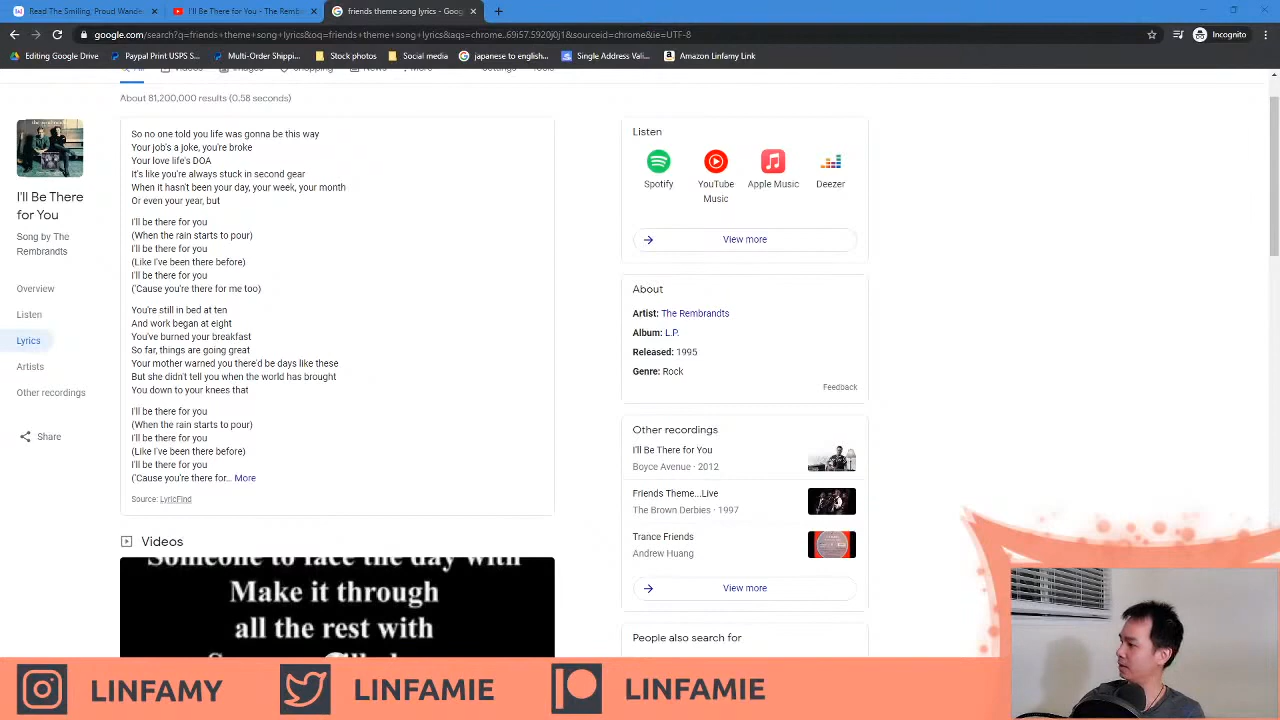 Read The Smiling, Proud Wande
I'll Be There for You - The Remb
friends theme song lyrics - Goog
google.com/search?q=friends+theme+song+lyrics&oq=friends+theme+song+lyrics&aqs=chrome..69i57.5920j0j1&sourceid=chrome&ie=UTF-8
Incognito
Editing Google Drive
Paypal Print USPS S...
Multi-Order Shippin...
Stock photos
Social media
japanese to english...
Single Address Vali...
Amazon Linfamy Link
All
Videos
Images
Shopping
News
More
Settings
Tools
About 81,200,000 results (0.58 seconds)
I'll Be There
for You
Song by The
Rembrandts
Overview
Listen
Lyrics
Artists
Other recordings
Share
So no one told you life was gonna be this way
Your job's a joke, you're broke
Your love life's DOA
It's like you're always stuck in second gear
When it hasn't been your day, your week, your month
Or even your year, but
I'll be there for you
(When the rain starts to pour)
I'll be there for you
(Like I've been there before)
I'll be there for you
('Cause you're there for me too)
You're still in bed at ten
And work began at eight
You've burned your breakfast
So far, things are going great
Your mother warned you there'd be days like these
But she didn't tell you when the world has brought
You down to your knees that
I'll be there for you
(When the rain starts to pour)
I'll be there for you
(Like I've been there before)
I'll be there for you
('Cause you're there for... More
Source: LyricFind
Videos
Someone to face the day with
Make it through
all the rest with
Listen
Spotify
YouTube
Music
Apple Music
Deezer
View more
About
Artist: The Rembrandts
Album: L.P.
Released: 1995
Genre: Rock
Feedback
Other recordings
I'll Be There for You
Boyce Avenue · 2012
Friends Theme...Live
The Brown Derbies · 1997
Trance Friends
Andrew Huang
View more
People also search for
LINFAMY
LINFAMIE
LINFAMIE